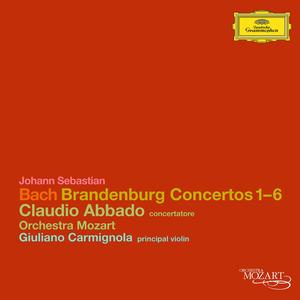 Deutsche
Grammophon
Johann Sebastian
Bach Brandenburg Concertos 1–6
Claudio Abbado concertatore
Orchestra Mozart
Giuliano Carmignola principal violin
ORCHESTRA
MOZART